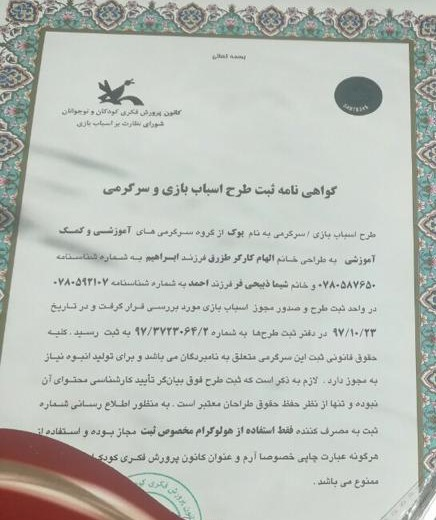 بسمه تعالی
کانون پرورش فکری کودکان و نوجوانان
شورای نظارت بر اسباب بازی
گواهی نامه ثبت طرح اسباب بازی و سرگرمی
طرح اسباب بازی / سرگرمی به نام پوک از گروه سرگرمی های آموزشی و کمک
آموزشی به طراحی خانم الهام کارگر طزرق فرزند ابراهیم به شماره شناسنامه
۰۷۸۰۵۸۷۶۵۰ و خانم شیما ذبیحی فر فرزند احمد به شماره شناسنامه ۰۷۸۰۵۹۲۱۰۷
در واحد ثبت طرح و صدور مجوز اسباب بازی مورد بررسی قرار گرفت و در تاریخ
۹۷/۱۰/۲۳ در دفتر ثبت طرح‌ها به شماره ۹۷/۳۷۲۳۰۶۴/۲ به ثبت رسید. کلیه
حقوق قانونی ثبت این سرگرمی متعلق به نامبردگان می باشد و برای تولید انبوه نیاز
به مجوز دارد. لازم به ذکر است که ثبت طرح فوق بیان‌گر تأیید کارشناسی محتوای آن
نبوده و تنها از نظر حفظ حقوق طراحان معتبر است. به منظور اطلاع رسانی شماره
ثبت به مصرف کننده فقط استفاده از هولوگرام مخصوص ثبت مجاز بوده و استفاده از
هرگونه عبارت چاپی خصوصا آرم و عنوان کانون پرورش فکری
ممنوع می باشد.